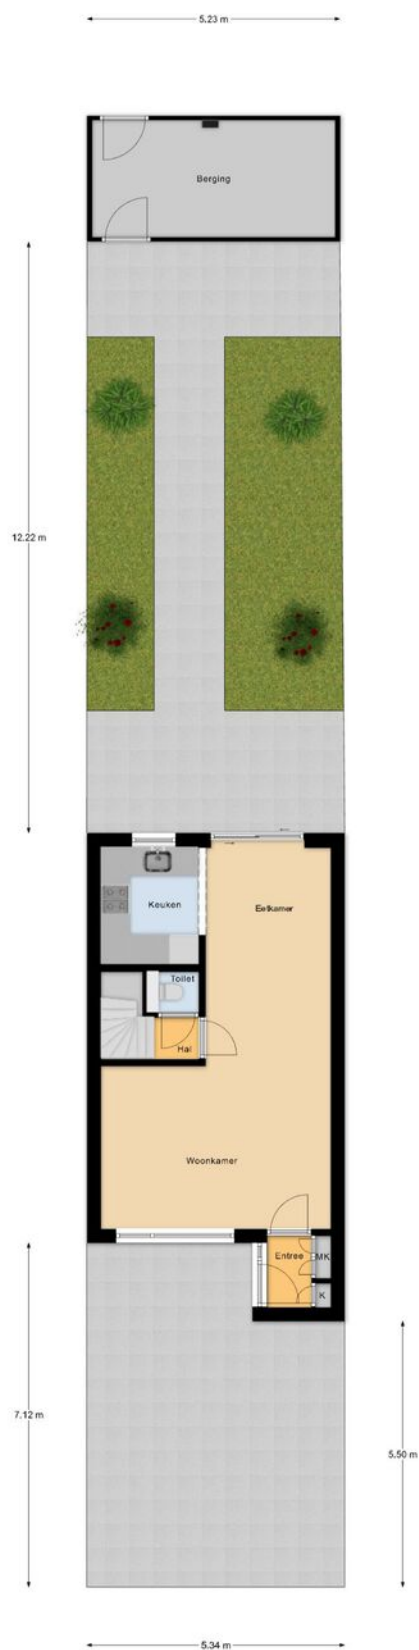 5.23 m
Berging
12.22 m
Keuken
Eetkamer
Toilet
Hal
Woonkamer
Entree
MK
K
7.12 m
5.50 m
5.34 m